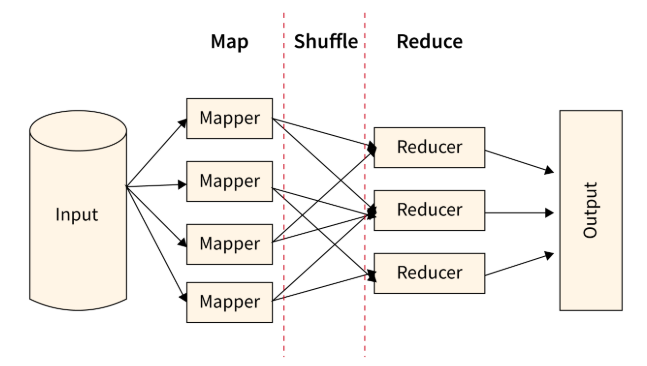 Map
Shuffle
Reduce
Input
Mapper
Mapper
Mapper
Mapper
Reducer
Reducer
Reducer
Output